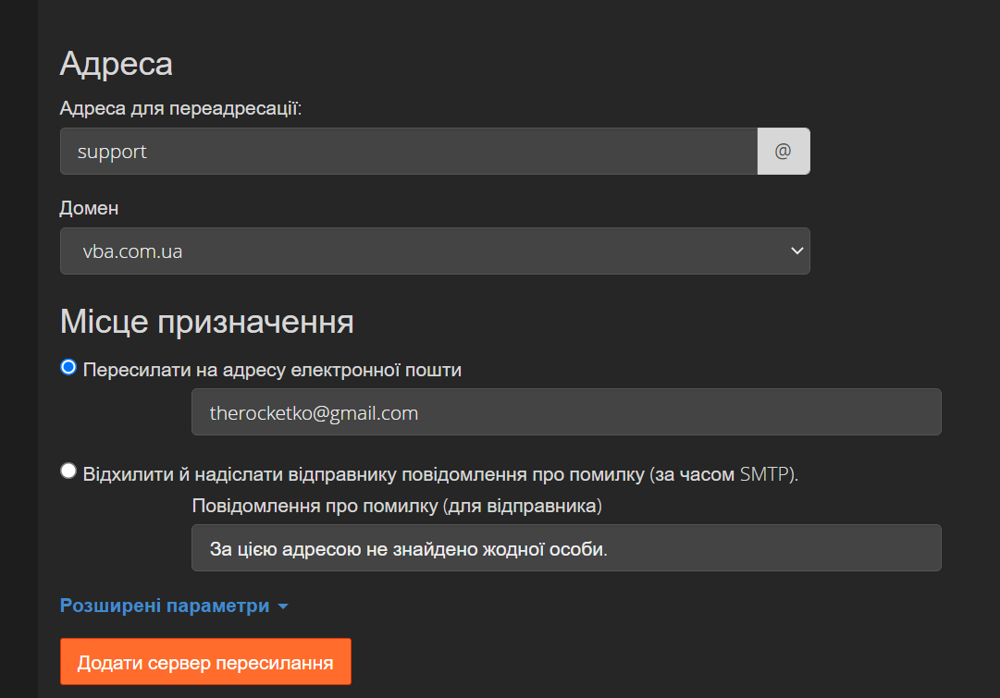 Адреса
Адреса для переадресації:
support
@
Домен
vba.com.ua
Місце призначення
Пересилати на адресу електронної пошти
therocketko@gmail.com
Відхилити й надіслати відправнику повідомлення про помилку (за часом SMTP).
Повідомлення про помилку (для відправника)
За цією адресою не знайдено жодної особи.
Розширені параметри
Додати сервер пересилання